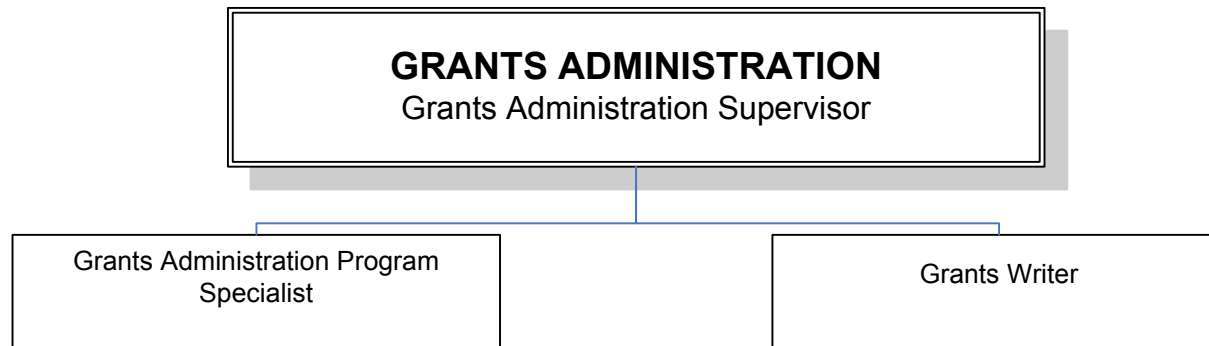 GRANTS ADMINISTRATION
Grants Administration Supervisor
Grants Administration Program
Specialist
Grants Writer